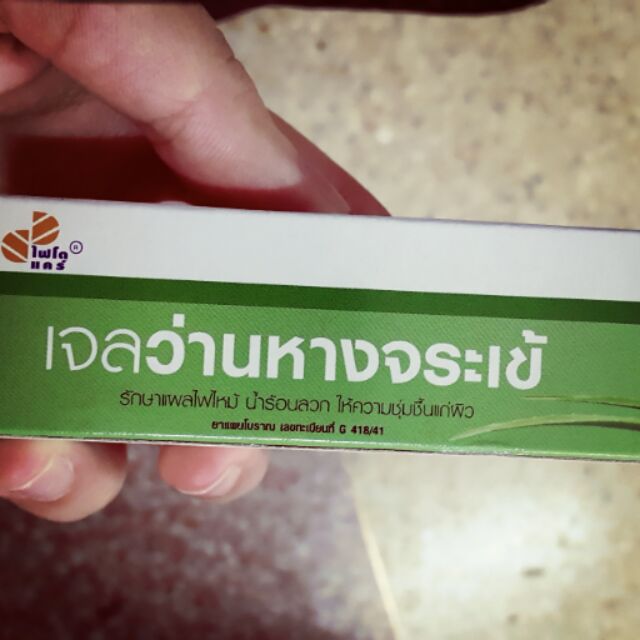 ไฟโต ®
แคร์
เจลว่านหางจระเข้
รักษาแผลไฟไหม้ น้ำร้อนลวก ให้ความชุ่มชื้นแก่ผิว
ยาแผนโบราณ เลขทะเบียนที่ G 418/41